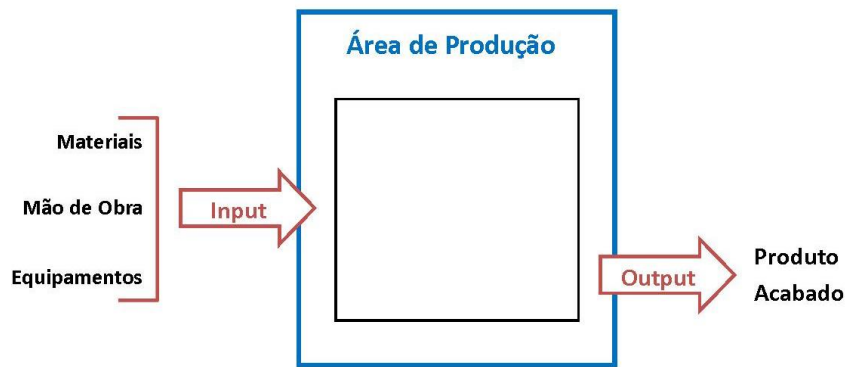 Área de Produção
Materiais
Mão de Obra
Equipamentos
Input
Output
Produto
Acabado